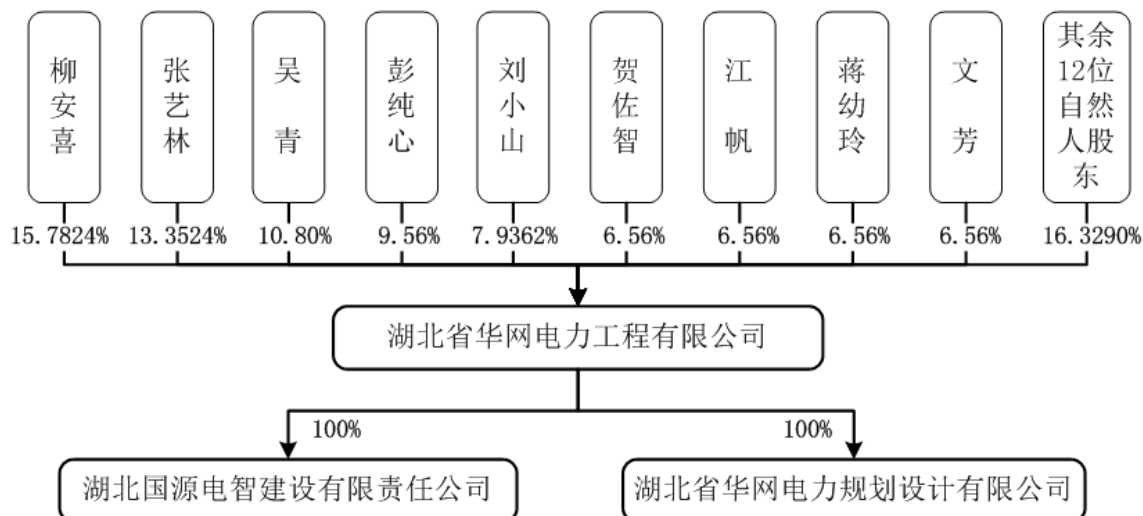 柳安喜
张艺林
吴青
彭纯心
刘小山
贺佐智
江帆
蒋幼玲
文芳
其余12位自然人股东
15.7824%
13.3524%
10.80%
9.56%
7.9362%
6.56%
6.56%
6.56%
6.56%
16.3290%
湖北省华网电力工程有限公司
100%
100%
湖北国源电智建设有限责任公司
湖北省华网电力规划设计有限公司